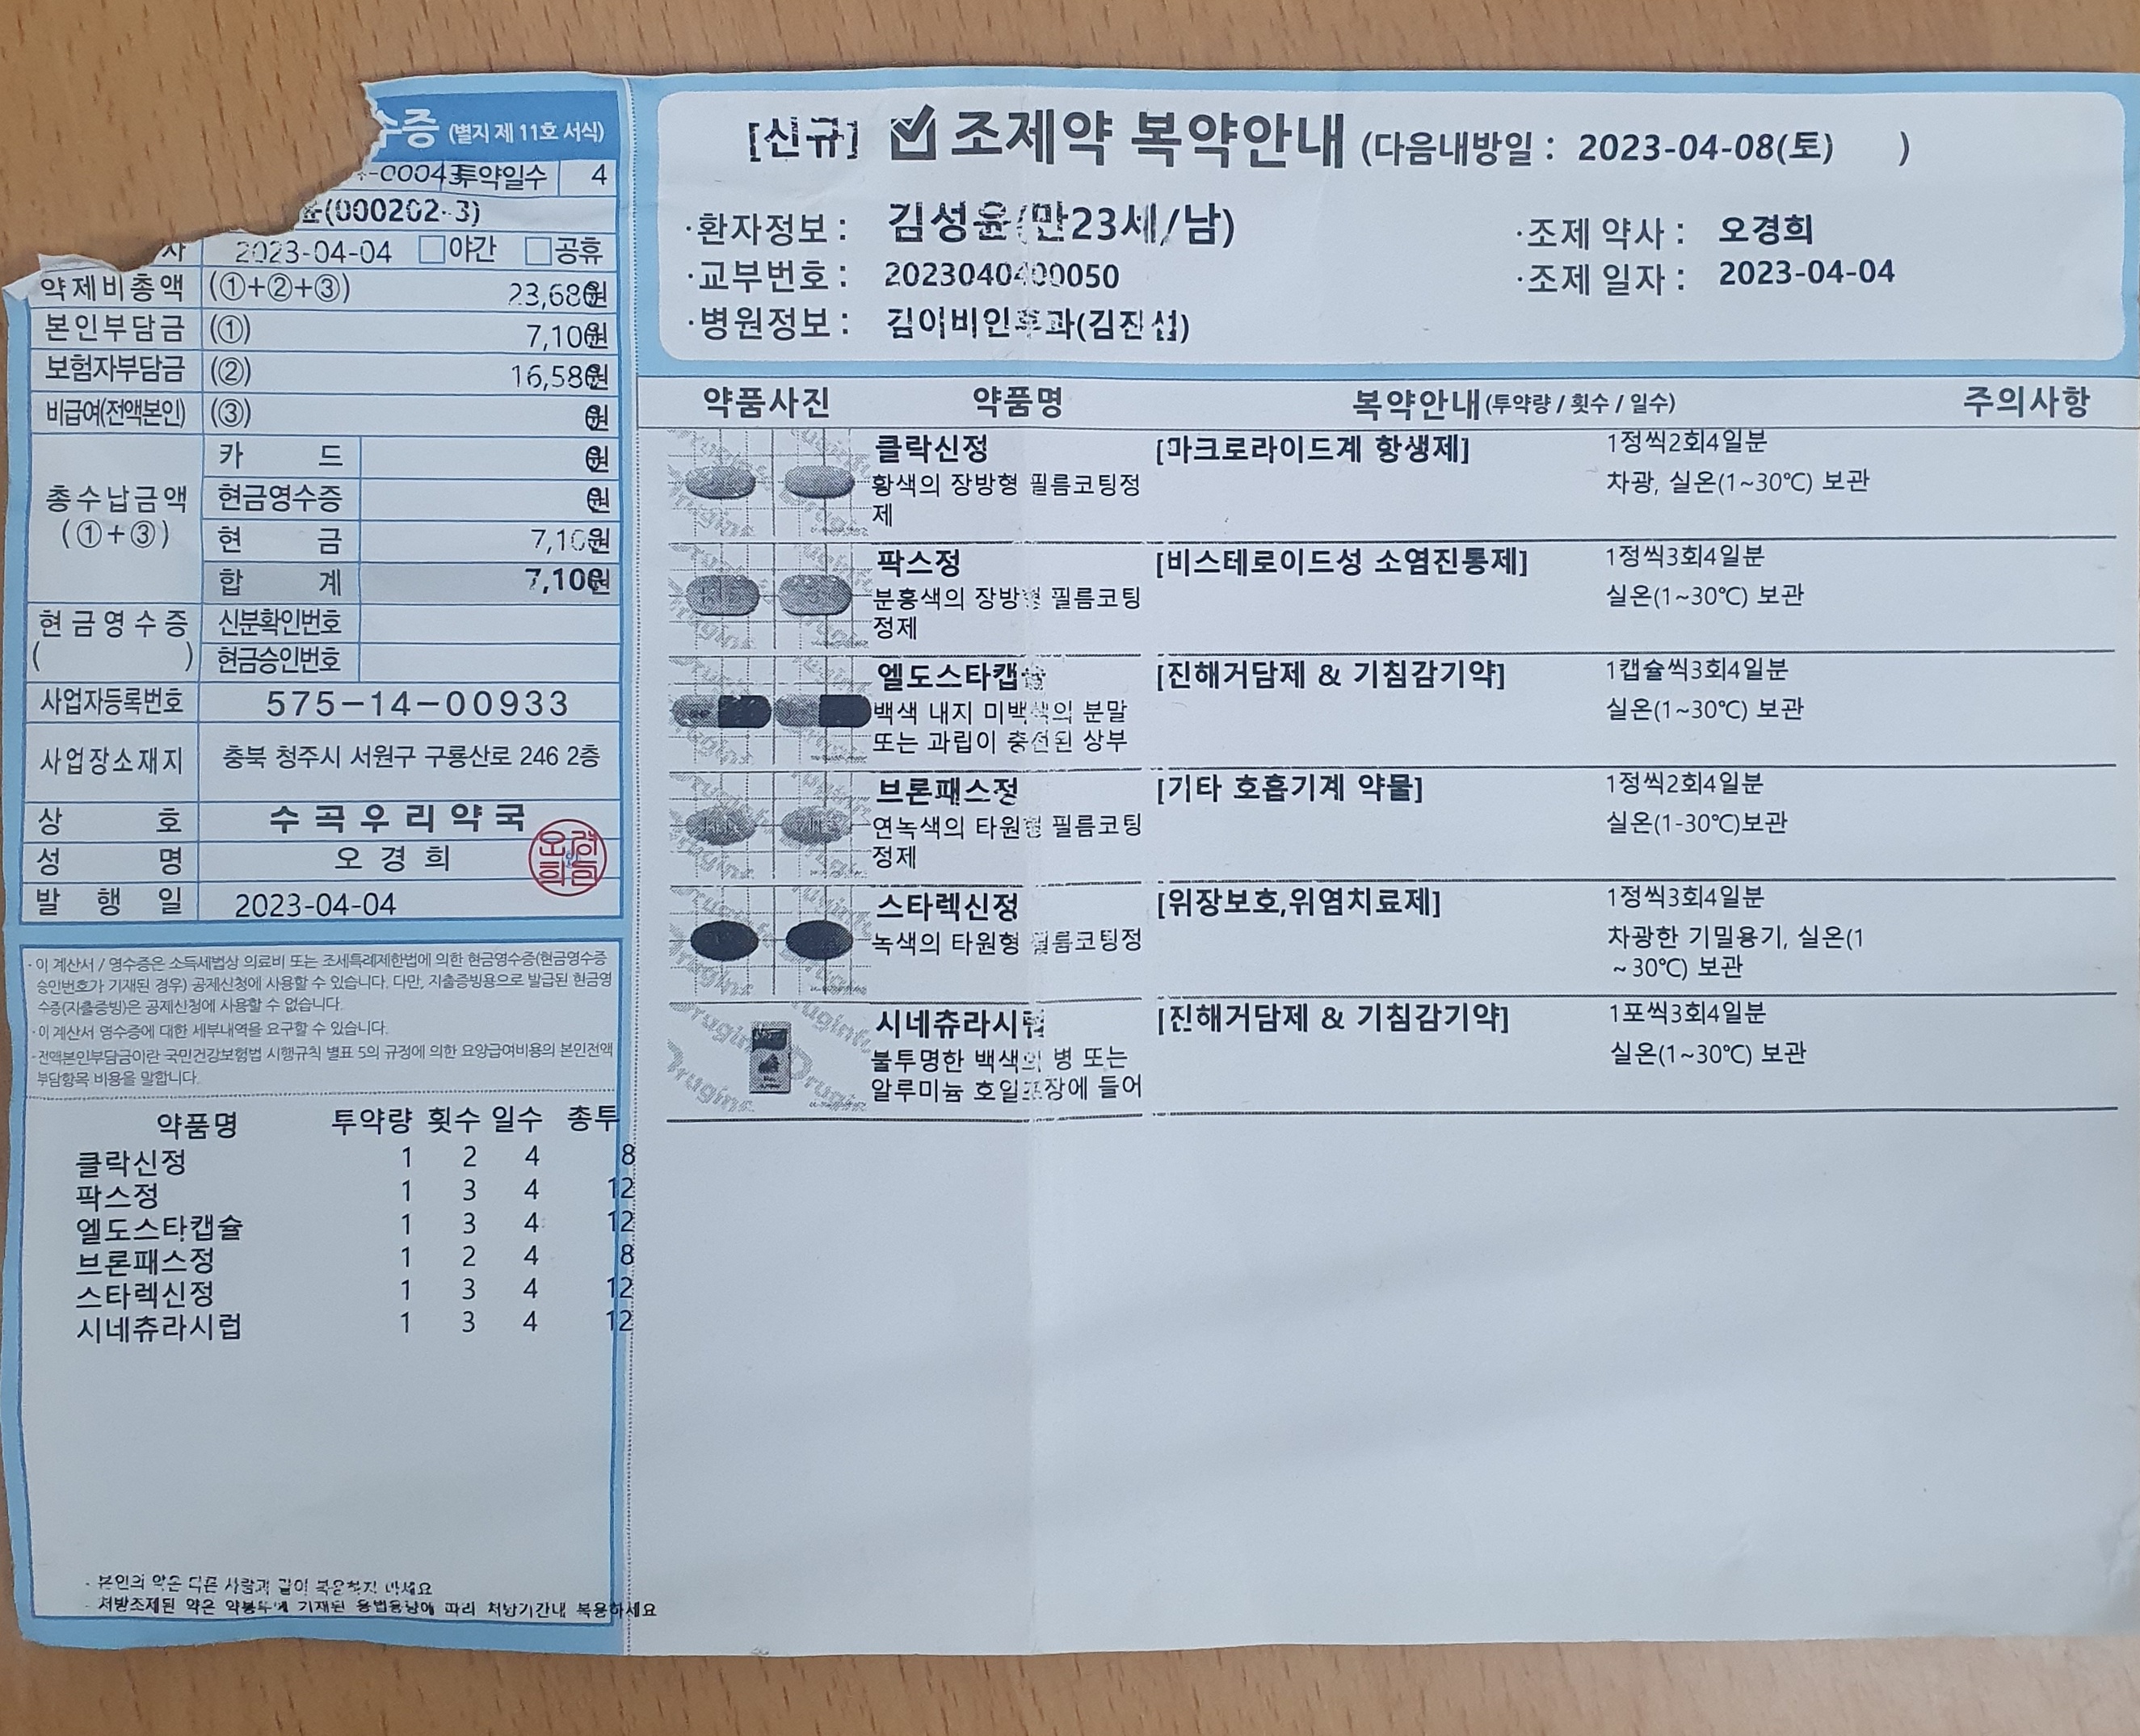 수증 (별지 제 11호 서식)
투약일수 4
(000202-3)
2023-04-04 야간 공휴
약제비총액 (①+②+③) 23,680원
본인부담금 (①) 7,100원
보험자부담금 (②) 16,580원
비급여(전액본인) (③) 0원
총수납금액
(①+③)
카 드 0원
현금영수증 0원
현 금 7,100원
합 계 7,100원
현금영수증
( )
신분확인번호
현금승인번호
사업자등록번호 575-14-00933
사업장소재지 충북 청주시 서원구 구룡산로 246 2층
상 호 수곡우리약국
성 명 오 경 희
발 행 일 2023-04-04
· 이 계산서 / 영수증은 소득세법상 의료비 또는 조세특례제한법에 의한 현금영수증(현금영수증
승인번호가 기재된 경우) 공제신청에 사용할 수 있습니다. 다만, 지출증빙용으로 발급된 현금영
수증(지출증빙)은 공제신청에 사용할 수 없습니다.
· 이 계산서 영수증에 대한 세부내역을 요구할 수 있습니다.
· 전액본인부담금이란 국민건강보험법 시행규칙 별표 5의 규정에 의한 요양급여비용의 본인전액
부담항목 비용을 말합니다.
약품명 투약량 횟수 일수 총투
클락신정 1 2 4 8
팍스정 1 3 4 12
엘도스타캡슐 1 3 4 12
브론패스정 1 2 4 8
스타렉신정 1 3 4 12
시네츄라시럽 1 3 4 12
- 본인의 약은 다른 사람과 같이 복용하지 마세요
- 처방조제된 약은 약봉투에 기재된 용법용량에 따라 처방기간내 복용하세요
[신규] 조제약 복약안내 (다음내방일 : 2023-04-08(토) )
·환자정보 : 김성윤(만23세/남)
·조제 약사 : 오경희
·교부번호 : 2023040400050
·조제 일자 : 2023-04-04
·병원정보 : 김이비인후과(김진섭)
약품사진 약품명 복약안내(투약량 / 횟수 / 일수) 주의사항
클락신정 [마크로라이드계 항생제] 1정씩2회4일분
황색의 장방형 필름코팅정 차광, 실온(1~30℃) 보관
제
팍스정 [비스테로이드성 소염진통제] 1정씩3회4일분
분홍색의 장방형 필름코팅 실온(1~30℃) 보관
정제
엘도스타캡슐 [진해거담제 & 기침감기약] 1캡슐씩3회4일분
백색 내지 미백색의 분말 실온(1~30℃) 보관
또는 과립이 충전된 상부
브론패스정 [기타 호흡기계 약물] 1정씩2회4일분
연녹색의 타원형 필름코팅 실온(1-30℃)보관
정제
스타렉신정 [위장보호,위염치료제] 1정씩3회4일분
녹색의 타원형 필름코팅정 차광한 기밀용기, 실온(1
~ 30℃) 보관
시네츄라시럽 [진해거담제 & 기침감기약] 1포씩3회4일분
불투명한 백색의 병 또는 실온(1~30℃) 보관
알루미늄 호일포장에 들어